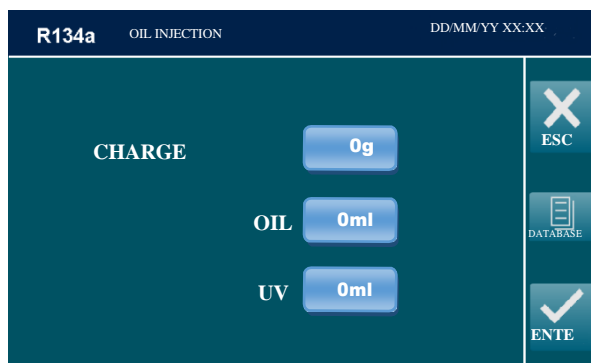 R134a OIL INJECTION DD/MM/YY XX:XX
ESC
CHARGE 0g
OIL 0ml
DATABASE
UV 0ml
ENTE